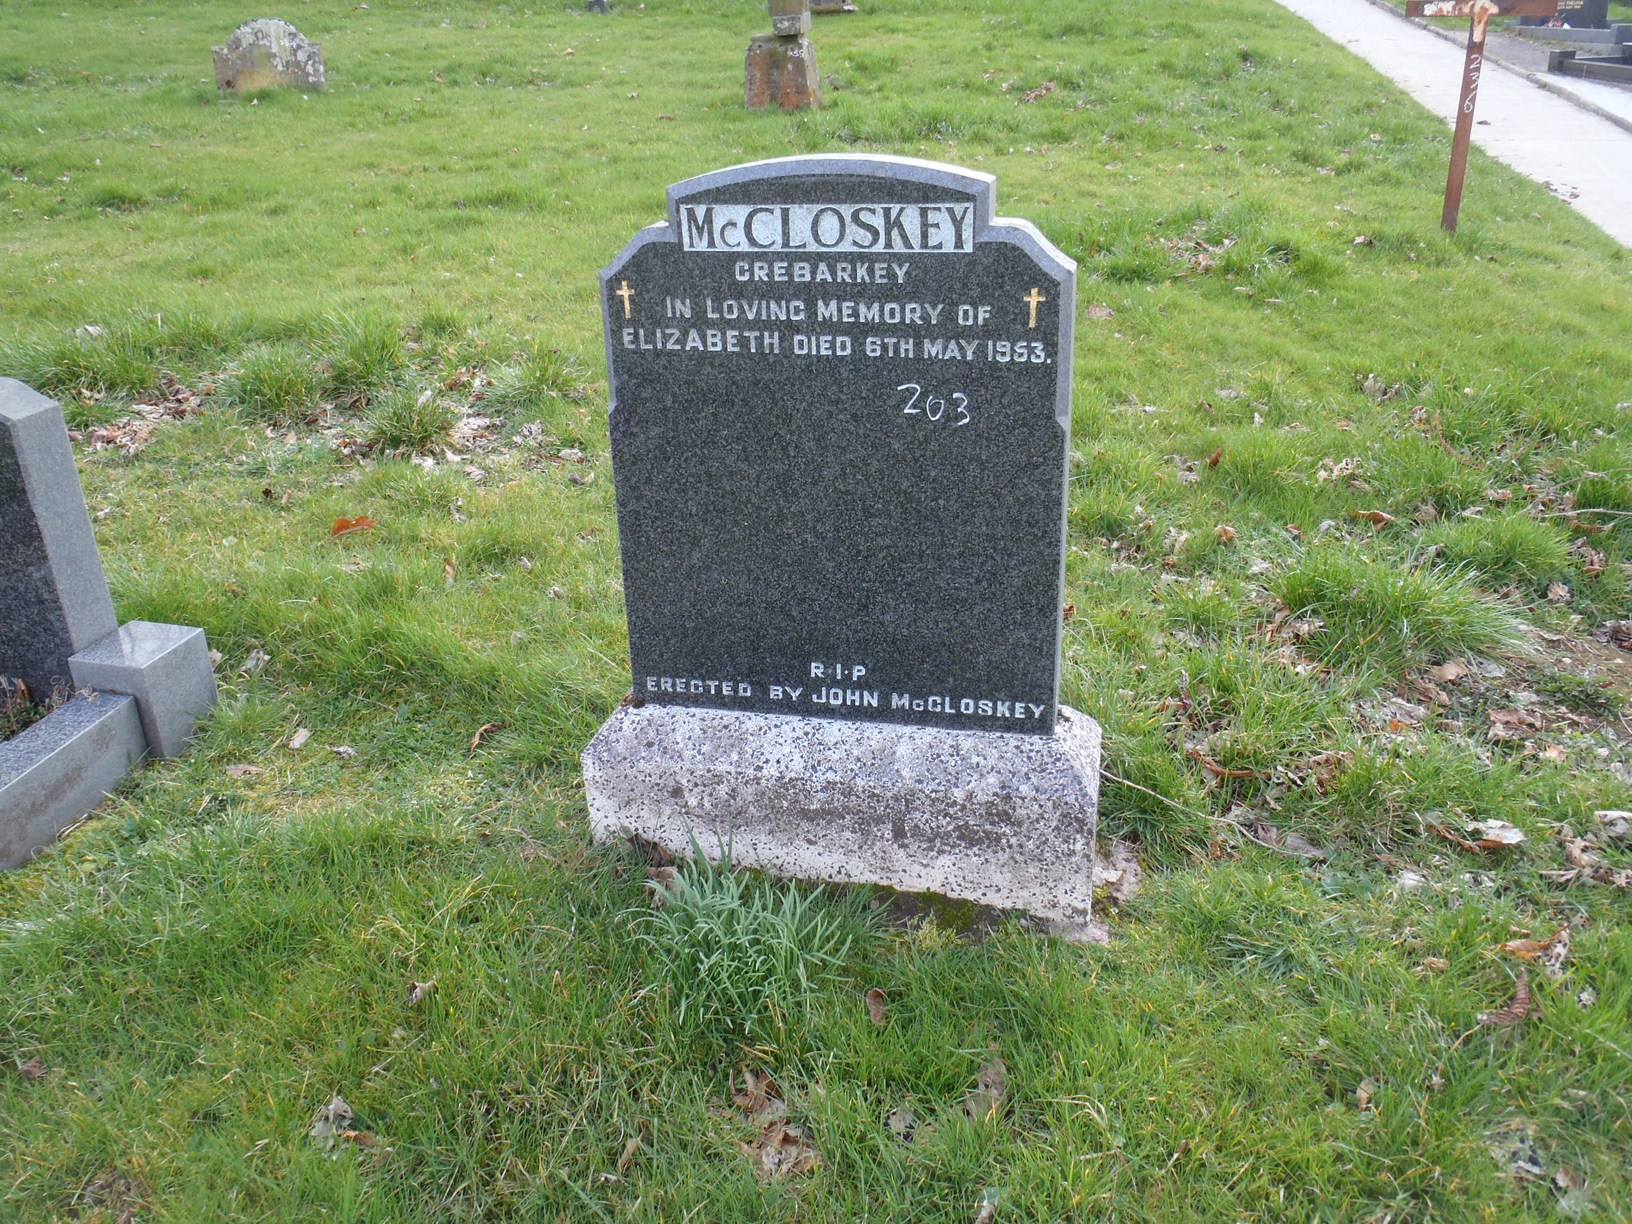 McCLOSKEY
CREBARKEY
IN LOVING MEMORY OF
ELIZABETH DIED 6TH MAY 1953.
203
R·I·P
ERECTED BY JOHN McCLOSKEY